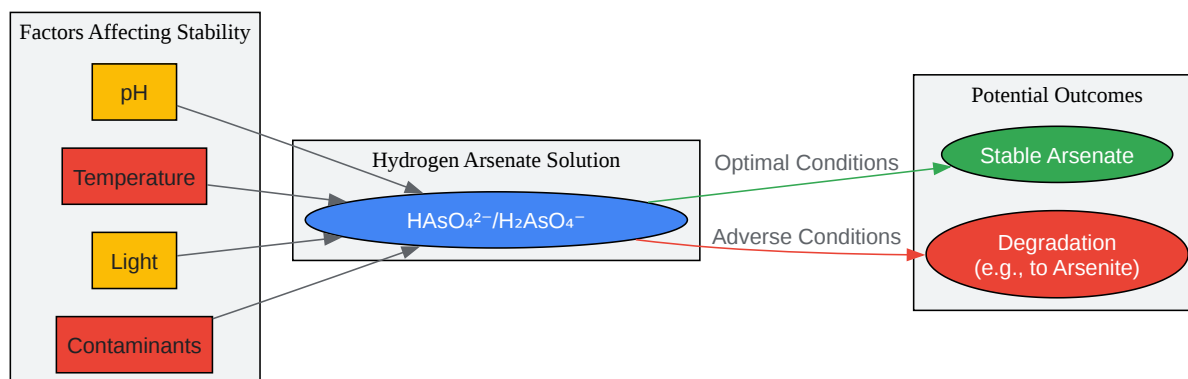 Factors Affecting Stability
pH
Temperature
Light
Contaminants
Hydrogen Arsenate Solution
HAsO₄²⁻/H₂AsO₄⁻
Optimal Conditions
Adverse Conditions
Potential Outcomes
Stable Arsenate
Degradation
(e.g., to Arsenite)